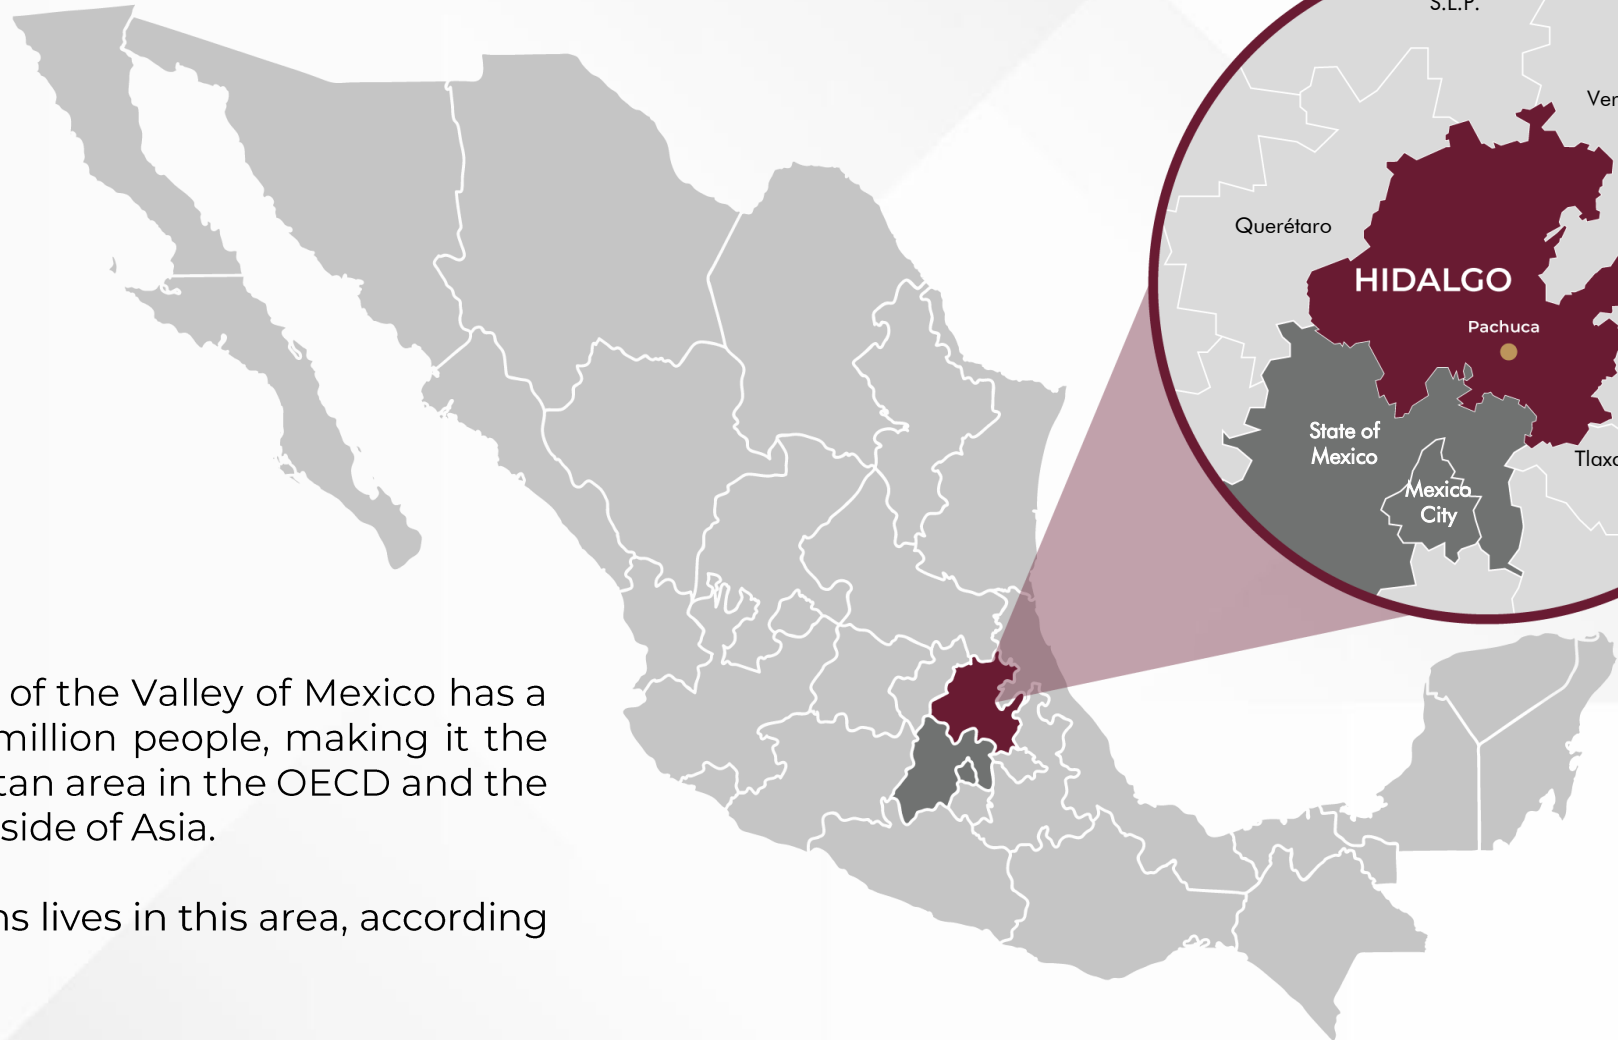 S.L.P.
Ver
Querétaro
HIDALGO
Pachuca
State of
Mexico
Tlaxc
Mexico
City
of the Valley of Mexico has a
million people, making it the
tan area in the OECD and the
side of Asia.
ns lives in this area, according